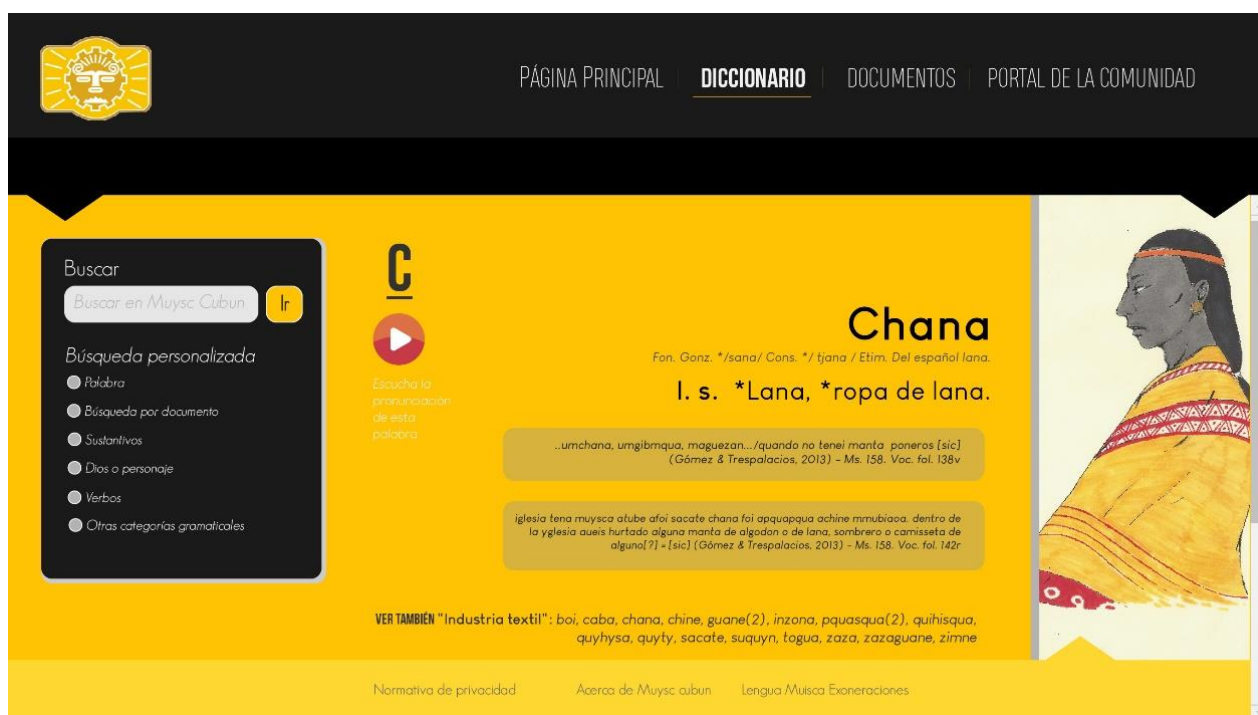 PÁGINA PRINCIPAL
DICCIONARIO
DOCUMENTOS
PORTAL DE LA COMUNIDAD
Buscar
Buscar en Muysc Cubun
Ir
Búsqueda personalizada
Palabra
Búsqueda por documento
Sustantivos
Dios o personaje
Verbos
Otras categorías gramaticales
C
Escucha la
pronunciación
de esta
palabra
Chana
Fon. Gonz. */sana/ Cons. */ tjana / Etim. Del español lana.
I. s. *Lana, *ropa de lana.
..umchana, umgibmqua, maguezan.../quando no tenei manta poneros [sic]
(Gómez & Trespalacios, 2013) - Ms. 158. Voc. fol. 138v
iglesia tena muysca atube afoi sacate chana foi apquapqua achine mmubiaoa. dentro de
la yglesia aueis hurtado alguna manta de algodon o de lana, sombrero o camisseta de
alguno[?] = [sic] (Gómez & Trespalacios, 2013) - Ms. 158. Voc. fol. 142r
VER TAMBIÉN "Industria textil": boi, caba, chana, chine, guane(2), inzona, pquasqua(2), quihisqua,
quyhysa, quyty, sacate, suquyn, togua, zaza, zazaguane, zimne
Normativa de privacidad
Acerca de Muysc cubun
Lengua Muisca Exoneraciones